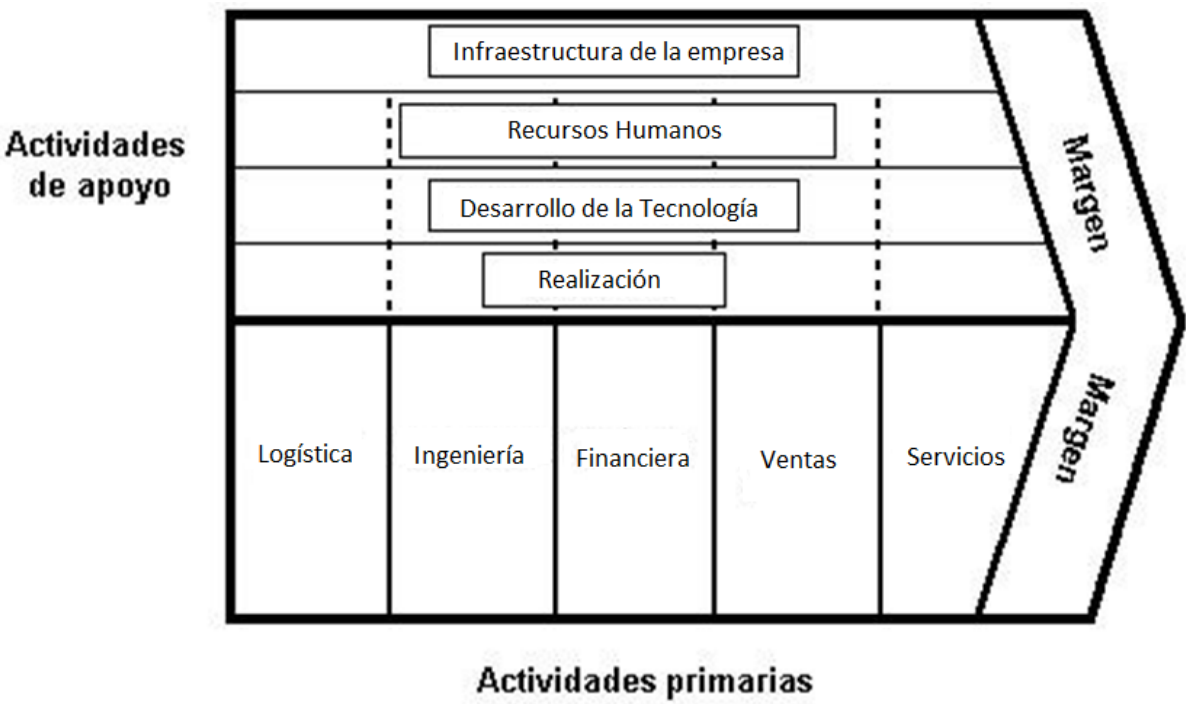 Infraestructura de la empresa
Actividades
de apoyo
Recursos Humanos
Desarrollo de la Tecnología
Realización
Margen
Margen
Logística
Ingeniería
Financiera
Ventas
Servicios
Actividades primarias